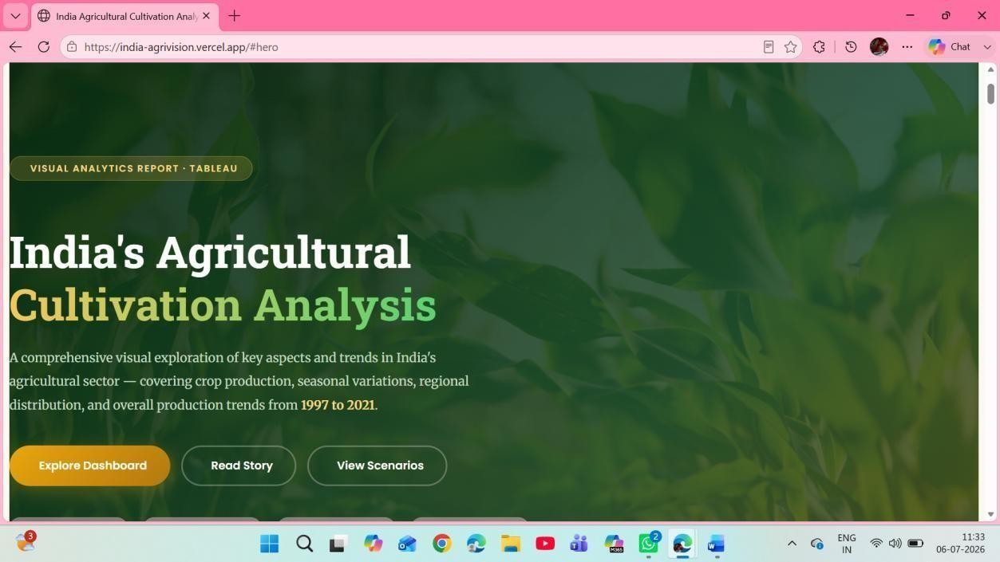 India Agricultural Cultivation Analy
https://india-agrivision.vercel.app/#hero
Chat
VISUAL ANALYTICS REPORT · TABLEAU
India's Agricultural
Cultivation Analysis
A comprehensive visual exploration of key aspects and trends in India's
agricultural sector — covering crop production, seasonal variations, regional
distribution, and overall production trends from 1997 to 2021.
Explore Dashboard
Read Story
View Scenarios
3
M365
2
ENG
IN
11:33
06-07-2026